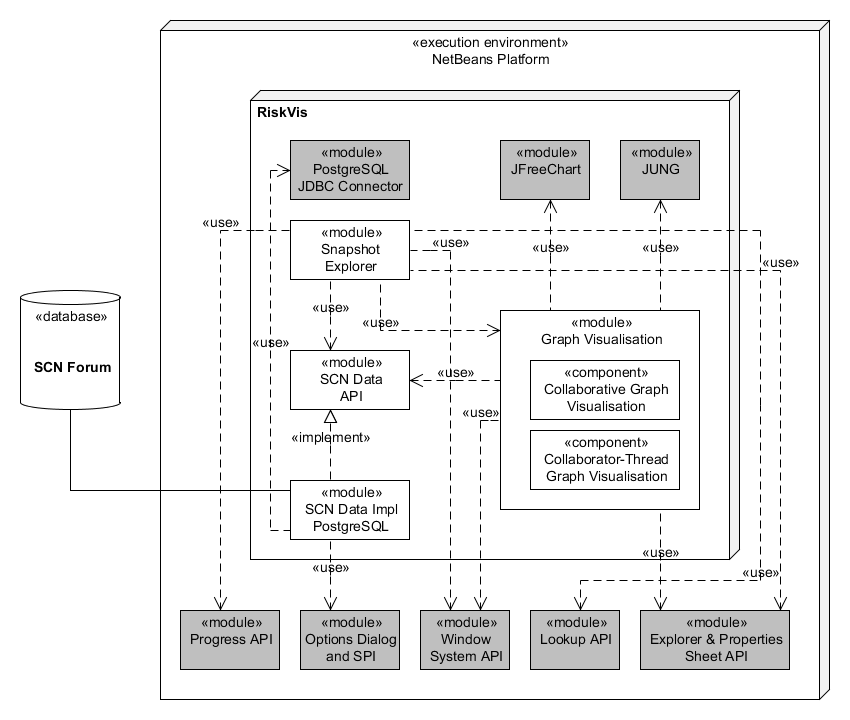 «execution environment»
NetBeans Platform
RiskVis
«module»
PostgreSQL
JDBC Connector
«module»
JFreeChart
«module»
JUNG
«use»
«module»
Snapshot
Explorer
«use»
«use»
«use»
«use»
«use»
«database»
SCN Forum
«use»
«use»
«module»
Graph Visualisation
«module»
SCN Data
API
«use»
«component»
Collaborative Graph
Visualisation
«use»
«implement»
«component»
Collaborator-Thread
Graph Visualisation
«module»
SCN Data Impl
PostgreSQL
«use»
«use»
«use»
«module»
Progress API
«module»
Options Dialog
and SPI
«module»
Window
System API
«module»
Lookup API
«module»
Explorer & Properties
Sheet API